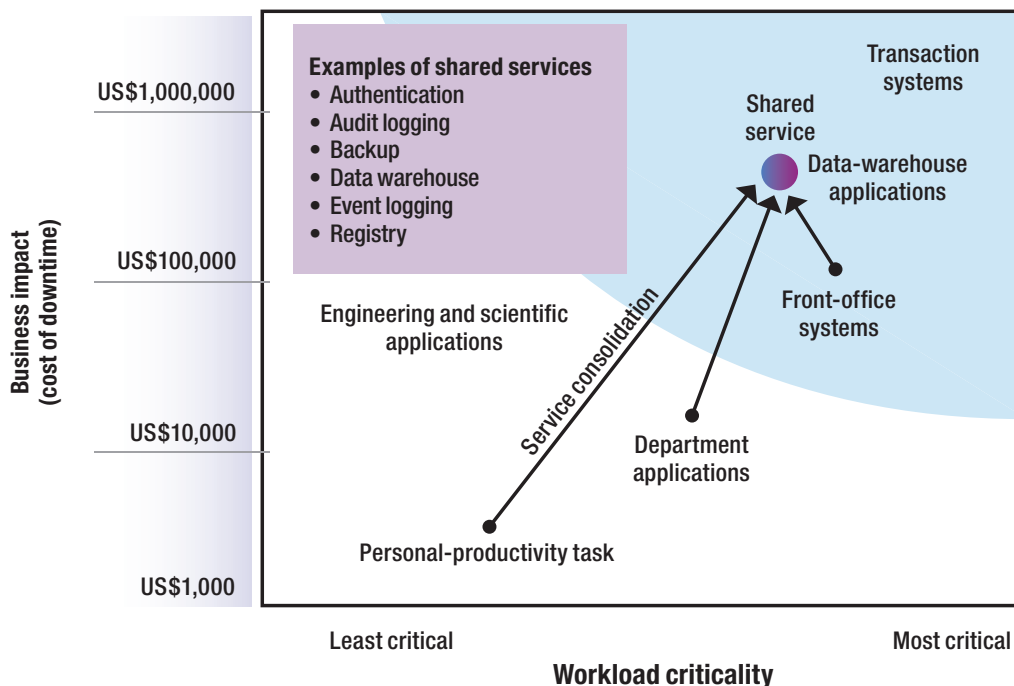 Business impact
(cost of downtime)
US$1,000,000
US$100,000
US$10,000
US$1,000
Examples of shared services
• Authentication
• Audit logging
• Backup
• Data warehouse
• Event logging
• Registry
Transaction
systems
Shared
service
Data-warehouse
applications
Front-office
systems
Engineering and scientific
applications
Service consolidation
Department
applications
Personal-productivity task
Least critical
Most critical
Workload criticality